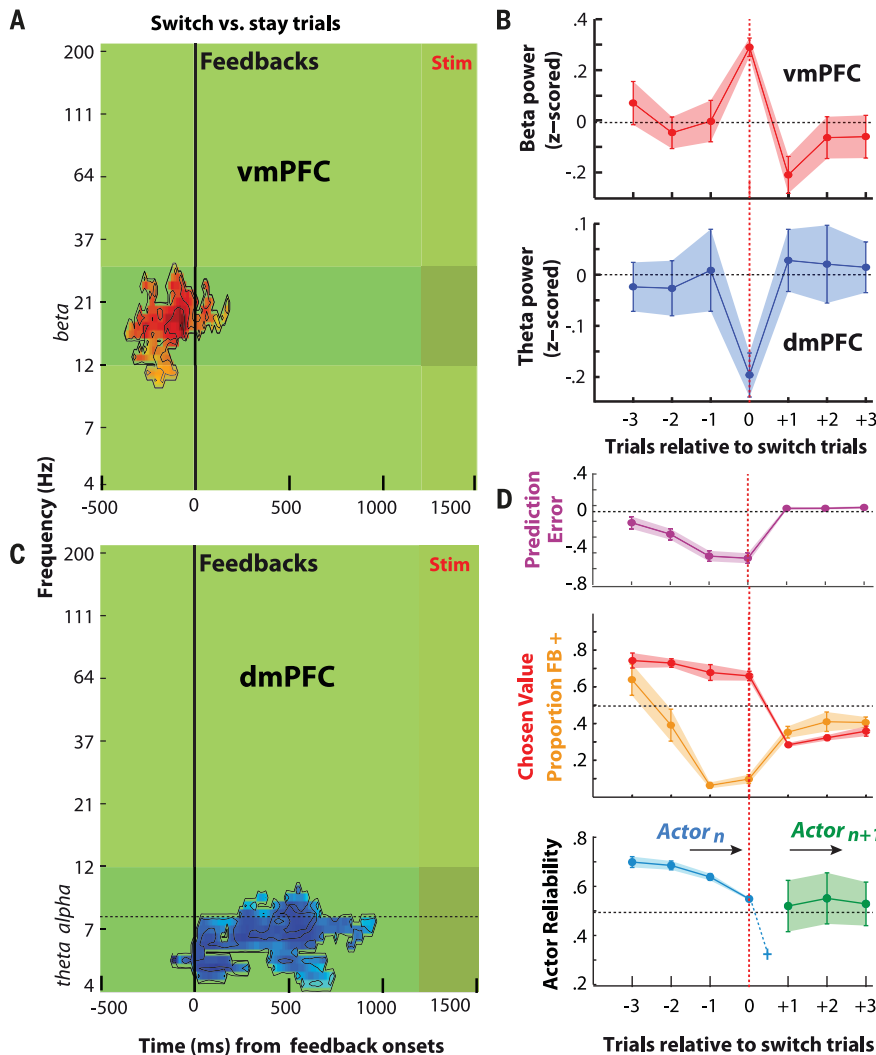 A
Switch vs. stay trials
Frequency (Hz)
200
111
64
37
21
12
7
4
beta
Feedbacks
Stim
vmPFC
-500
0
500
1000
1500
B
Beta power
(z-scored)
.4
.2
0
-.2
vmPFC
Theta power
(z-scored)
.1
0
-.1
-.2
dmPFC
-3
-2
-1
0
+1
+2
+3
Trials relative to switch trials
C
200
111
64
37
21
12
7
4
theta alpha
Feedbacks
Stim
dmPFC
-500
0
500
1000
1500
Time (ms) from feedback onsets
D
Prediction
Error
.4
0
-.4
-.8
Chosen Value
Proportion FB +
.8
.6
.4
.2
Actor Reliability
.8
.6
.4
.2
Actor n
Actor n+1
-3
-2
-1
0
+1
+2
+3
Trials relative to switch trials